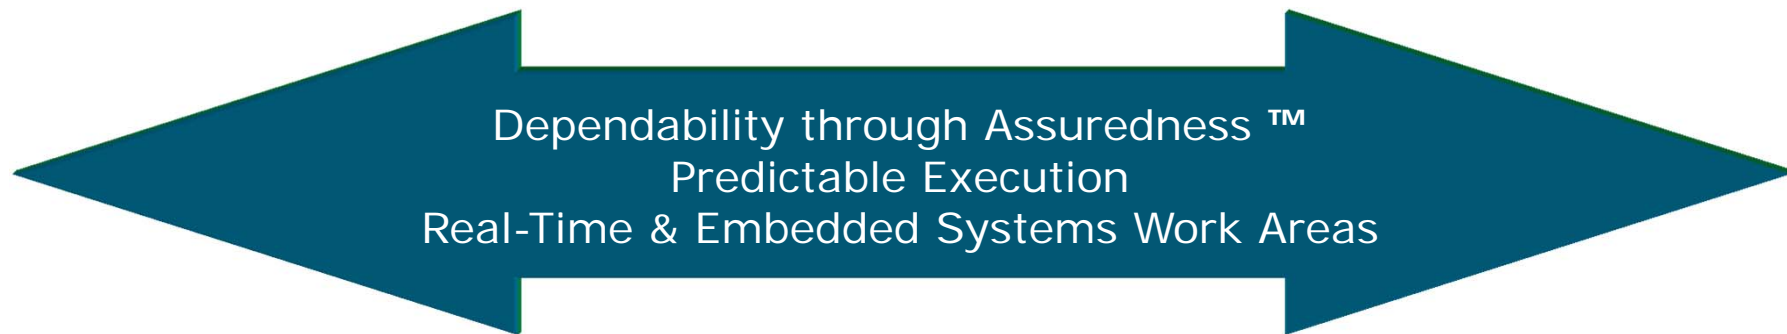 Dependability through Assuredness ™
Predictable Execution
Real-Time & Embedded Systems Work Areas